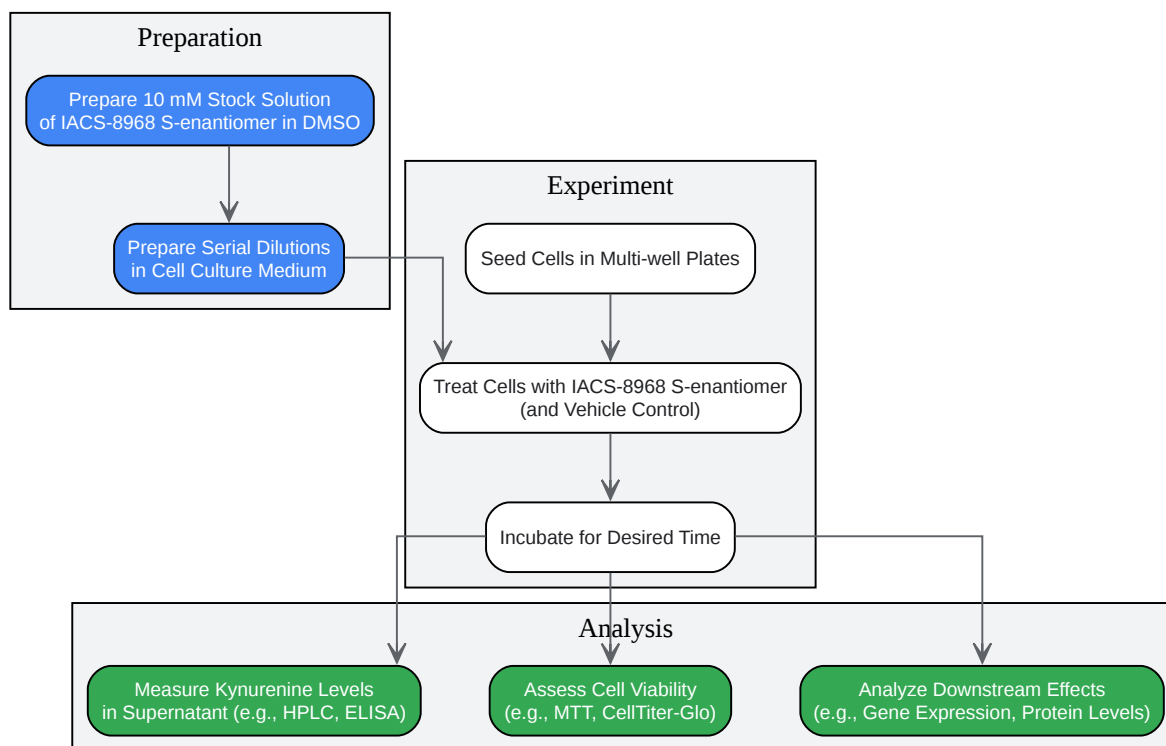 Preparation
Prepare 10 mM Stock Solution
of IACS-8968 S-enantiomer in DMSO
Prepare Serial Dilutions
in Cell Culture Medium
Experiment
Seed Cells in Multi-well Plates
Treat Cells with IACS-8968 S-enantiomer
(and Vehicle Control)
Incubate for Desired Time
Analysis
Measure Kynurenine Levels
in Supernatant (e.g., HPLC, ELISA)
Assess Cell Viability
(e.g., MTT, CellTiter-Glo)
Analyze Downstream Effects
(e.g., Gene Expression, Protein Levels)